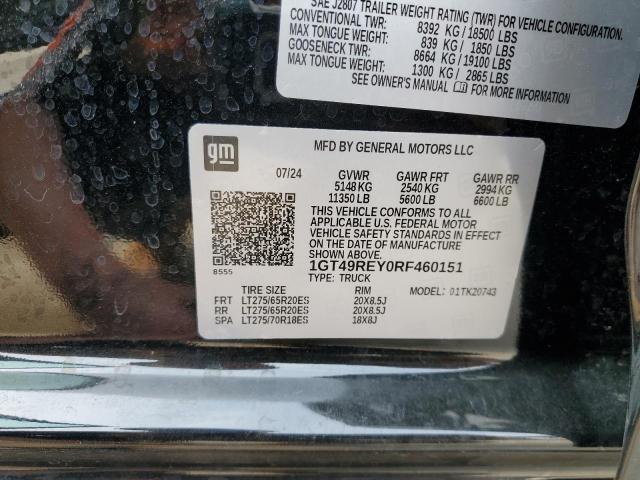 SAE J2807 TRAILER WEIGHT RATING (TWR) FOR VEHICLE CONFIGURATION.
CONVENTIONAL TWR: 8392 KG / 18500 LBS
MAX TONGUE WEIGHT: 839 KG / 1850 LBS
GOOSENECK TWR: 8664 KG / 19100 LBS
MAX TONGUE WEIGHT: 1300 KG / 2865 LBS
SEE OWNER'S MANUAL FOR MORE INFORMATION
gm
MFD BY GENERAL MOTORS LLC
07/24 GVWR GAWR FRT GAWR RR
5148 KG 2540 KG 2994 KG
11350 LB 5600 LB 6600 LB
THIS VEHICLE CONFORMS TO ALL
APPLICABLE U.S. FEDERAL MOTOR
VEHICLE SAFETY STANDARDS IN EFFECT
ON THE DATE OF MANUFACTURE SHOWN ABOVE.
1GT49REY0RF460151
8555
TYPE: TRUCK
TIRE SIZE RIM MODEL: 01TK20743
FRT LT275/65R20ES 20X8.5J
RR LT275/65R20ES 20X8.5J
SPA LT275/70R18ES 18X8J